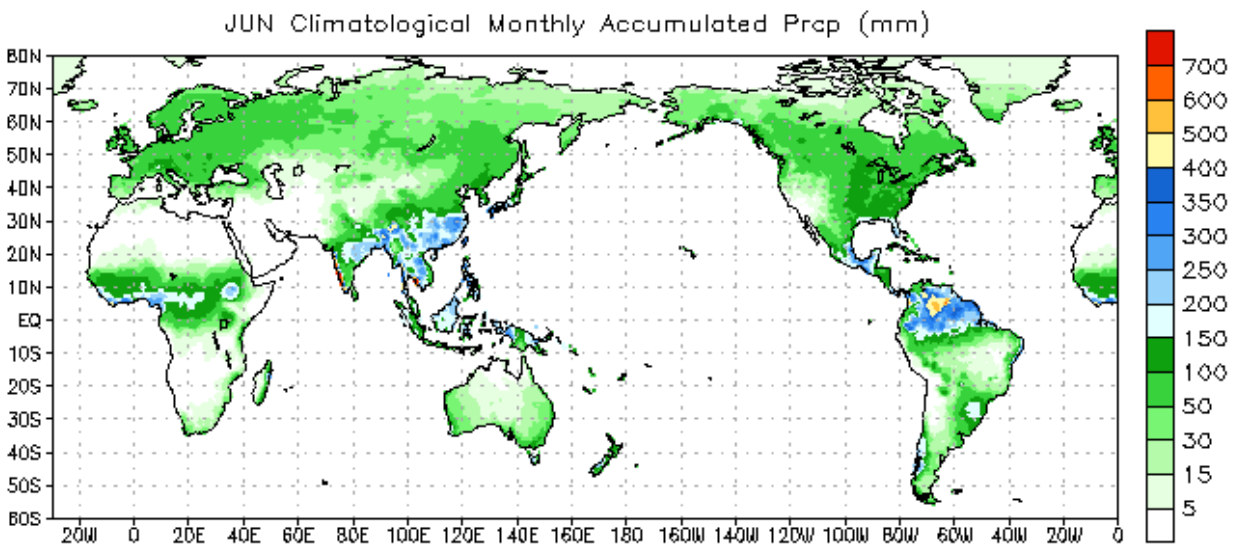 JUN Climatological Monthly Accumulated Prcp (mm)
80N
70N
60N
50N
40N
30N
20N
10N
EQ
10S
20S
30S
40S
50S
60S
20W 0 20E 40E 60E 80E 100E 120E 140E 160E 180 160W 140W 120W 100W 80W 60W 40W 20W 0
700
600
500
400
350
300
250
200
150
100
50
30
15
5